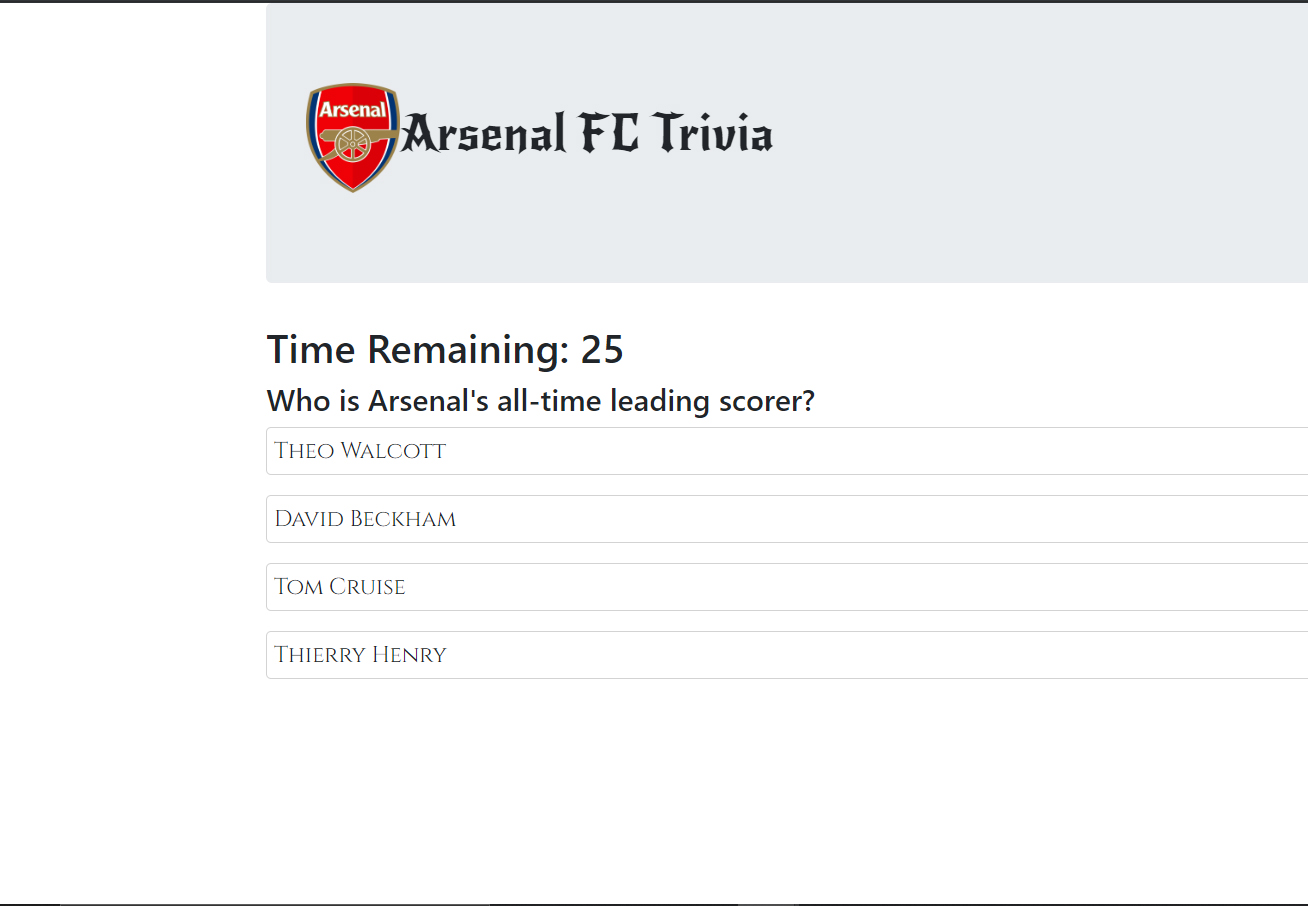 Arsenal
Arsenal FC Trivia
Time Remaining: 25
Who is Arsenal's all-time leading scorer?
Theo Walcott
David Beckham
Tom Cruise
Thierry Henry